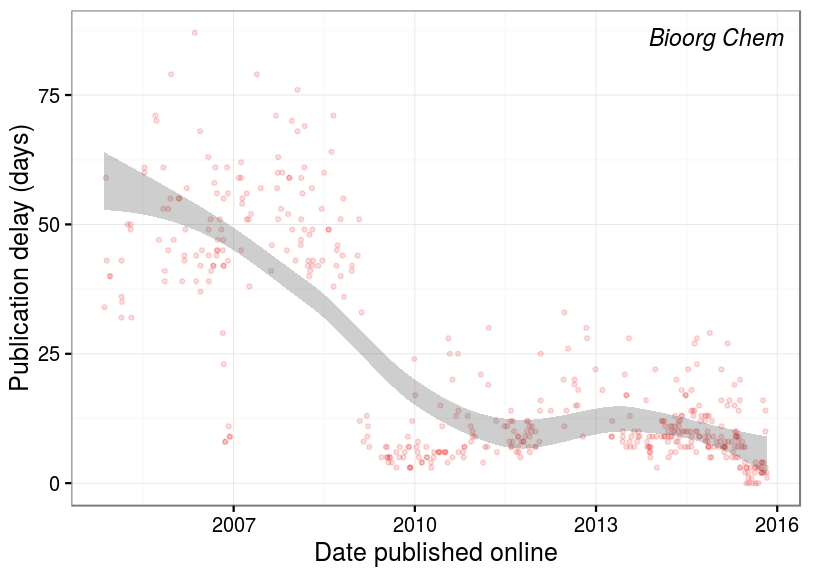 Bioorg Chem
Publication delay (days)
75
50
25
0
2007 2010 2013 2016
Date published online